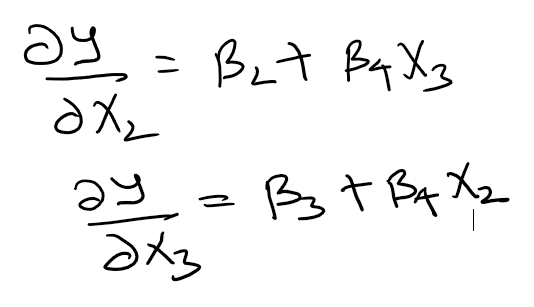 ∂y/∂X₂ = β₂ + β₄X₃
∂y/∂X₃ = β₃ + β₄X₂